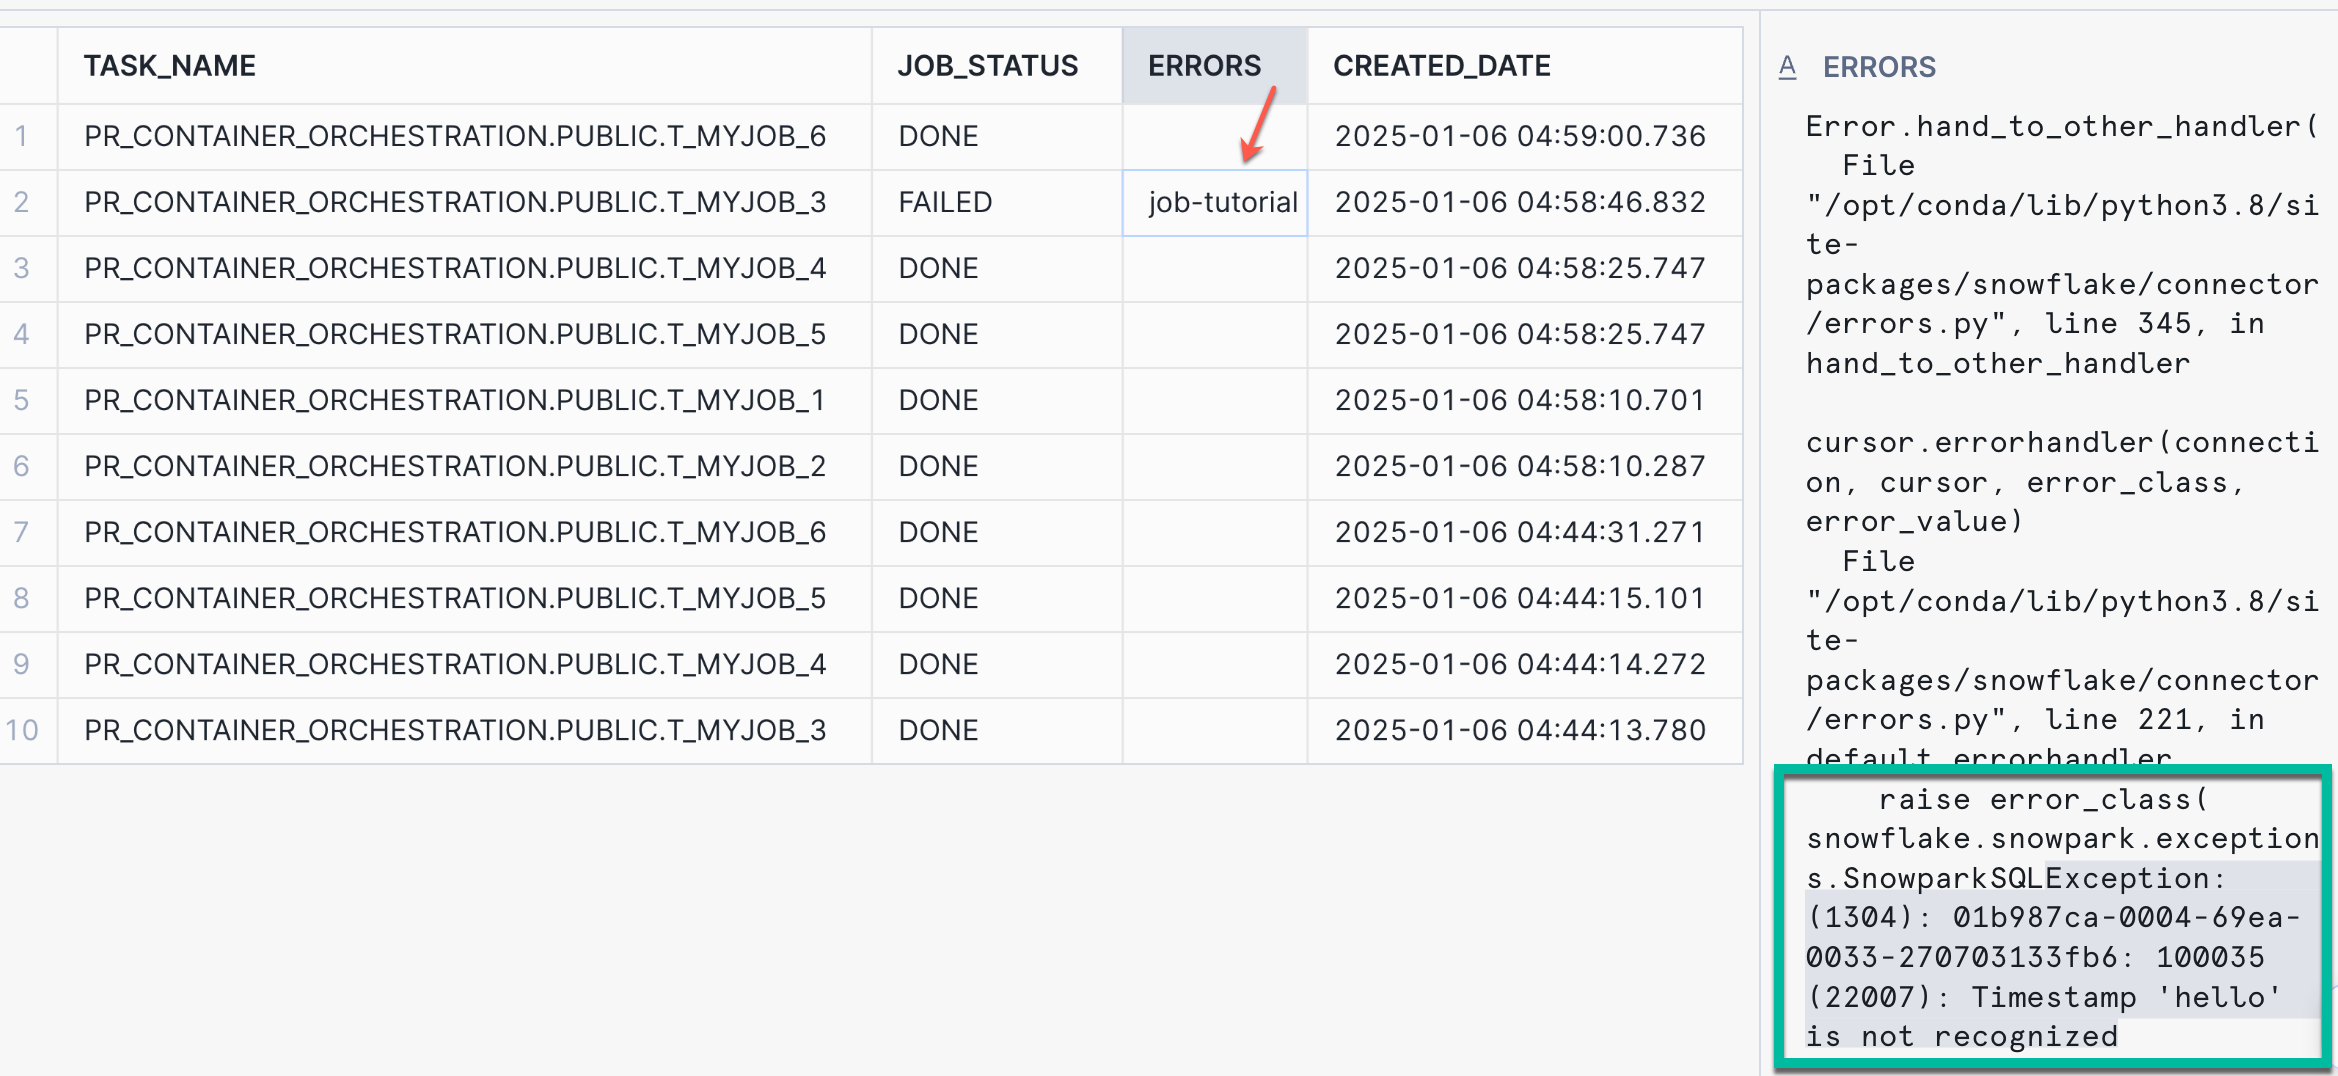 TASK_NAME JOB_STATUS ERRORS CREATED_DATE
1 PR_CONTAINER_ORCHESTRATION.PUBLIC.T_MYJOB_6 DONE 2025-01-06 04:59:00.736
2 PR_CONTAINER_ORCHESTRATION.PUBLIC.T_MYJOB_3 FAILED job-tutorial 2025-01-06 04:58:46.832
3 PR_CONTAINER_ORCHESTRATION.PUBLIC.T_MYJOB_4 DONE 2025-01-06 04:58:25.747
4 PR_CONTAINER_ORCHESTRATION.PUBLIC.T_MYJOB_5 DONE 2025-01-06 04:58:25.747
5 PR_CONTAINER_ORCHESTRATION.PUBLIC.T_MYJOB_1 DONE 2025-01-06 04:58:10.701
6 PR_CONTAINER_ORCHESTRATION.PUBLIC.T_MYJOB_2 DONE 2025-01-06 04:58:10.287
7 PR_CONTAINER_ORCHESTRATION.PUBLIC.T_MYJOB_6 DONE 2025-01-06 04:44:31.271
8 PR_CONTAINER_ORCHESTRATION.PUBLIC.T_MYJOB_5 DONE 2025-01-06 04:44:15.101
9 PR_CONTAINER_ORCHESTRATION.PUBLIC.T_MYJOB_4 DONE 2025-01-06 04:44:14.272
10 PR_CONTAINER_ORCHESTRATION.PUBLIC.T_MYJOB_3 DONE 2025-01-06 04:44:13.780
A ERRORS
Error.hand_to_other_handler(
File
"/opt/conda/lib/python3.8/si
te-
packages/snowflake/connector
/errors.py", line 345, in
hand_to_other_handler
cursor.errorhandler(connecti
on, cursor, error_class,
error_value)
File
"/opt/conda/lib/python3.8/si
te-
packages/snowflake/connector
/errors.py", line 221, in
default_errorhandler
raise error_class(
snowflake.snowpark.exception
s.SnowparkSQLException:
(1304): 01b987ca-0004-69ea-
0033-270703133fb6: 100035
(22007): Timestamp 'hello'
is not recognized